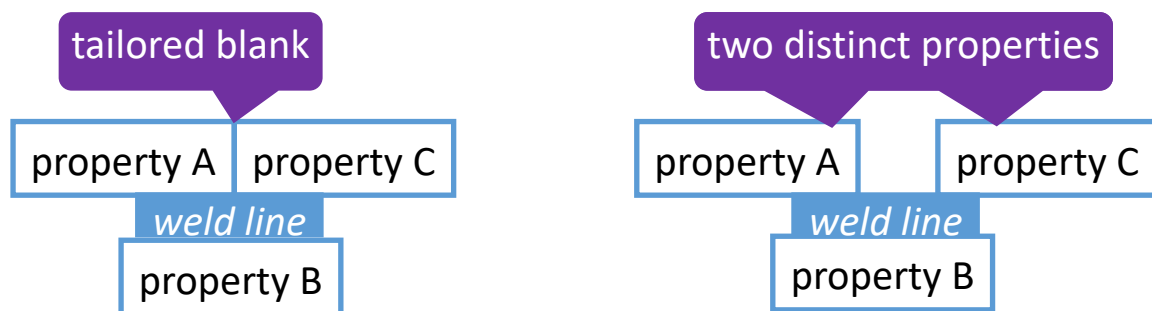 tailored blank
property A
property C
weld line
property B
two distinct properties
property A
property C
weld line
property B